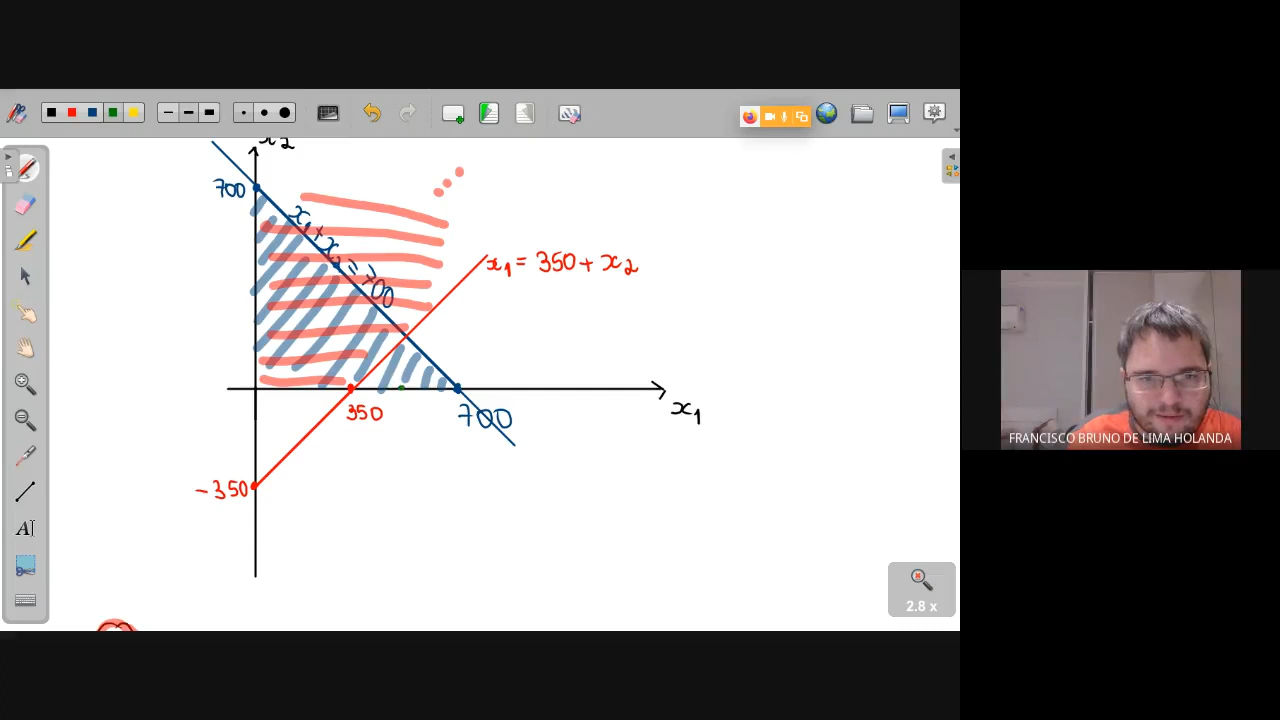 x₂
700
x₁ + x₂ = 700
x₁ = 350 + x₂
350
700
x₁
-350
FRANCISCO BRUNO DE LIMA HOLANDA
A
2.8 x